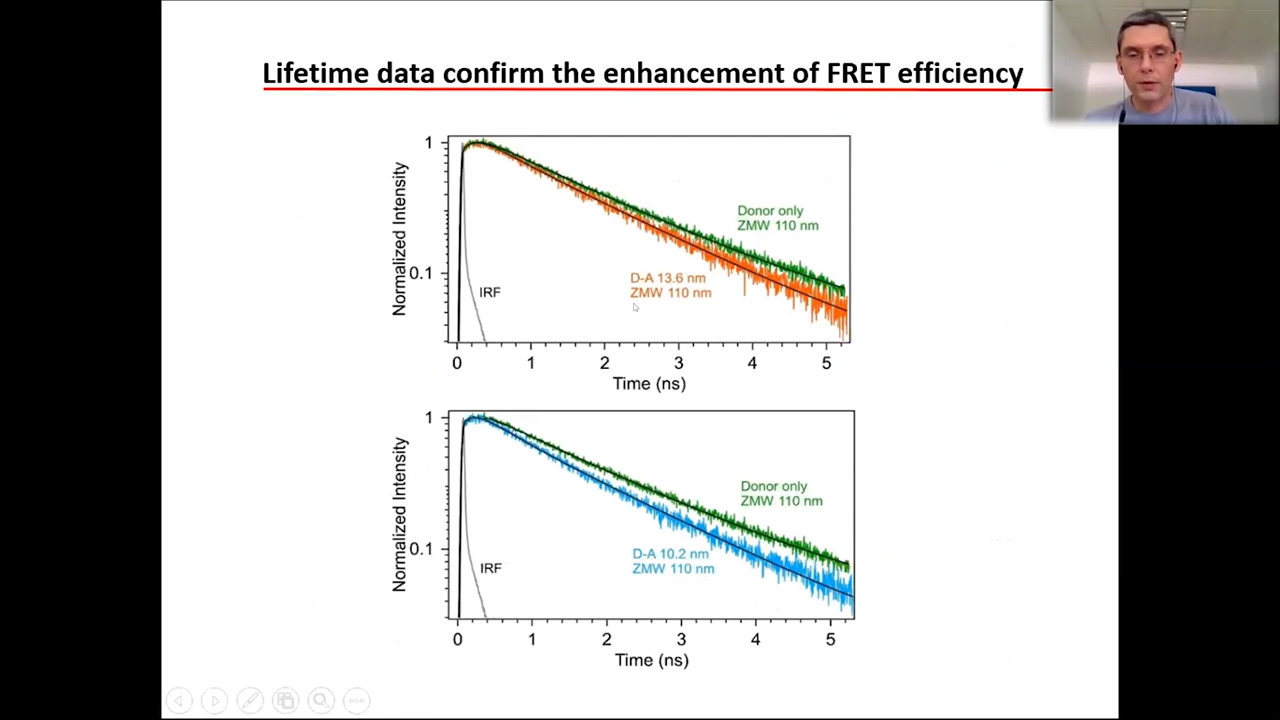 Lifetime data confirm the enhancement of FRET efficiency
Normalized Intensity
1
0.1
Donor only
ZMW 110 nm
D-A 13.6 nm
ZMW 110 nm
IRF
0 1 2 3 4 5
Time (ns)
Normalized Intensity
1
0.1
Donor only
ZMW 110 nm
D-A 10.2 nm
ZMW 110 nm
IRF
0 1 2 3 4 5
Time (ns)